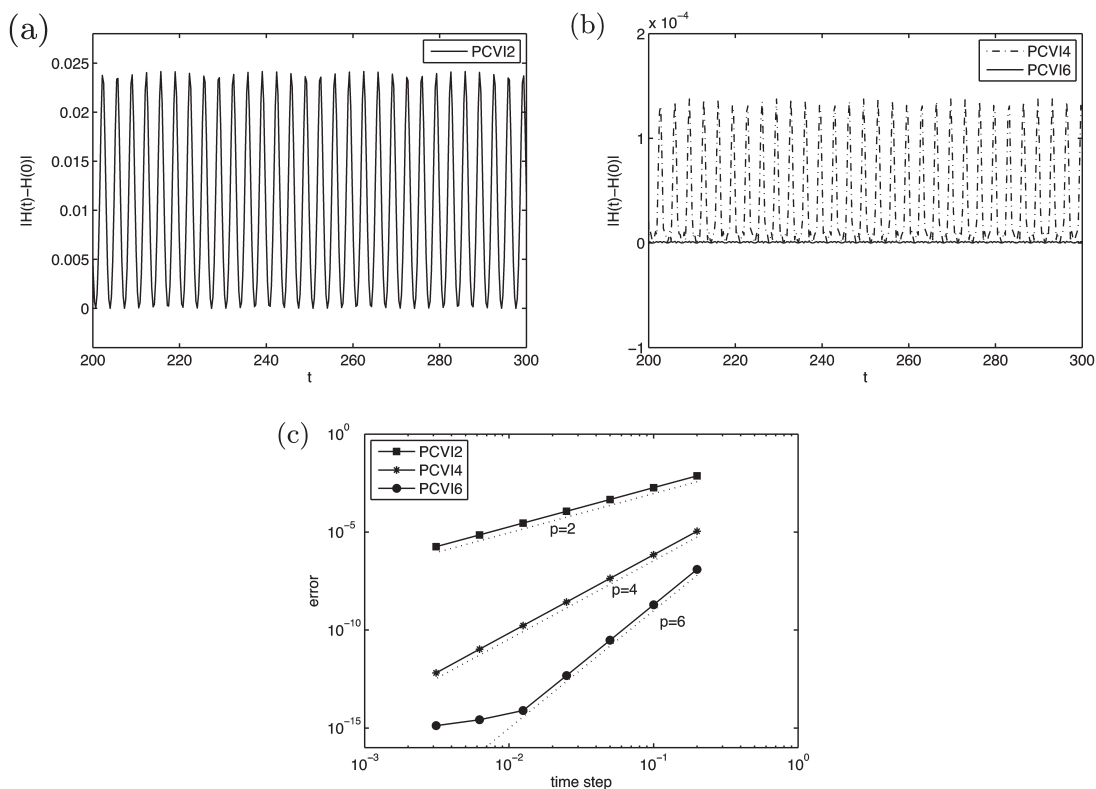 (a)
PCVI2
0.025
0.02
0.015
0.01
0.005
0
|H(t)−H(0)|
200 220 240 260 280 300
t
(b)
x 10^-4
PCVI4
PCVI6
2
1
0
−1
|H(t)−H(0)|
200 220 240 260 280 300
t
(c)
PCVI2
PCVI4
PCVI6
10^0
10^-5
10^-10
10^-15
error
p=2
p=4
p=6
10^-3 10^-2 10^-1 10^0
time step